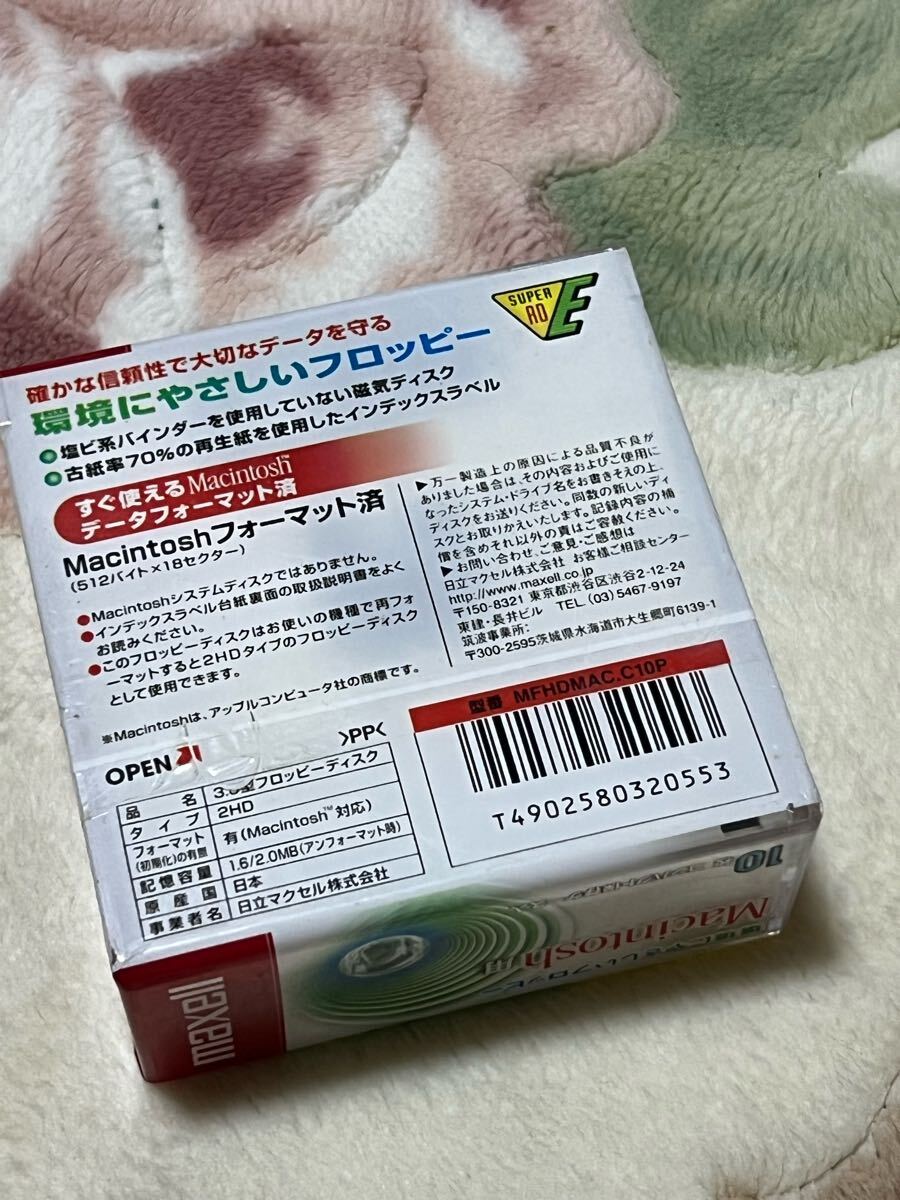 SUPER
RD
E
確かな信頼性で大切なデータを守る
環境にやさしいフロッピー
●塩ビ系バインダーを使用していない磁気ディスク
●古紙率70%の再生紙を使用したインデックスラベル
すぐ使えるMacintosh™
データフォーマット済
Macintoshフォーマット済
(512バイト×18セクター)
●Macintoshシステムディスクではありません。
●インデックスラベル台紙裏面の取扱説明書をよく
お読みください。
●このフロッピーディスクはお使いの機種で再フォ
ーマットすると2HDタイプのフロッピーディスク
として使用できます。
※Macintoshは、アップルコンピュータ社の商標です。
▶万一製造上の原因による品質不良が
ありました場合は、その内容およびご使用に
なったシステム・ドライブ名をお書きそえの上、
ディスクをお送りください。同数の新しいディ
スクとお取りかえいたします。記録内容の補
償を含めそれ以外の責はご容赦ください。
▶お問い合わせ、ご意見・ご感想は
日立マクセル株式会社 お客様ご相談センター
http://www.maxell.co.jp
〒150-8321 東京都渋谷区渋谷2-12-24
東建・長井ビル TEL(03)5467-9197
筑波事業所:
〒300-2595茨城県水海道市大生郷町6139-1
OPEN
>PP<
品名 3.5型フロッピーディスク
タイプ 2HD
フォーマット(初期化)の有無 有(Macintosh™対応)
記憶容量 1.6/2.0MB(アンフォーマット時)
原産国 日本
事業者名 日立マクセル株式会社
型番 MFHDMAC.C10P
T4902580320553
maxell
環境にやさしいフロッピー
Macintosh用
10